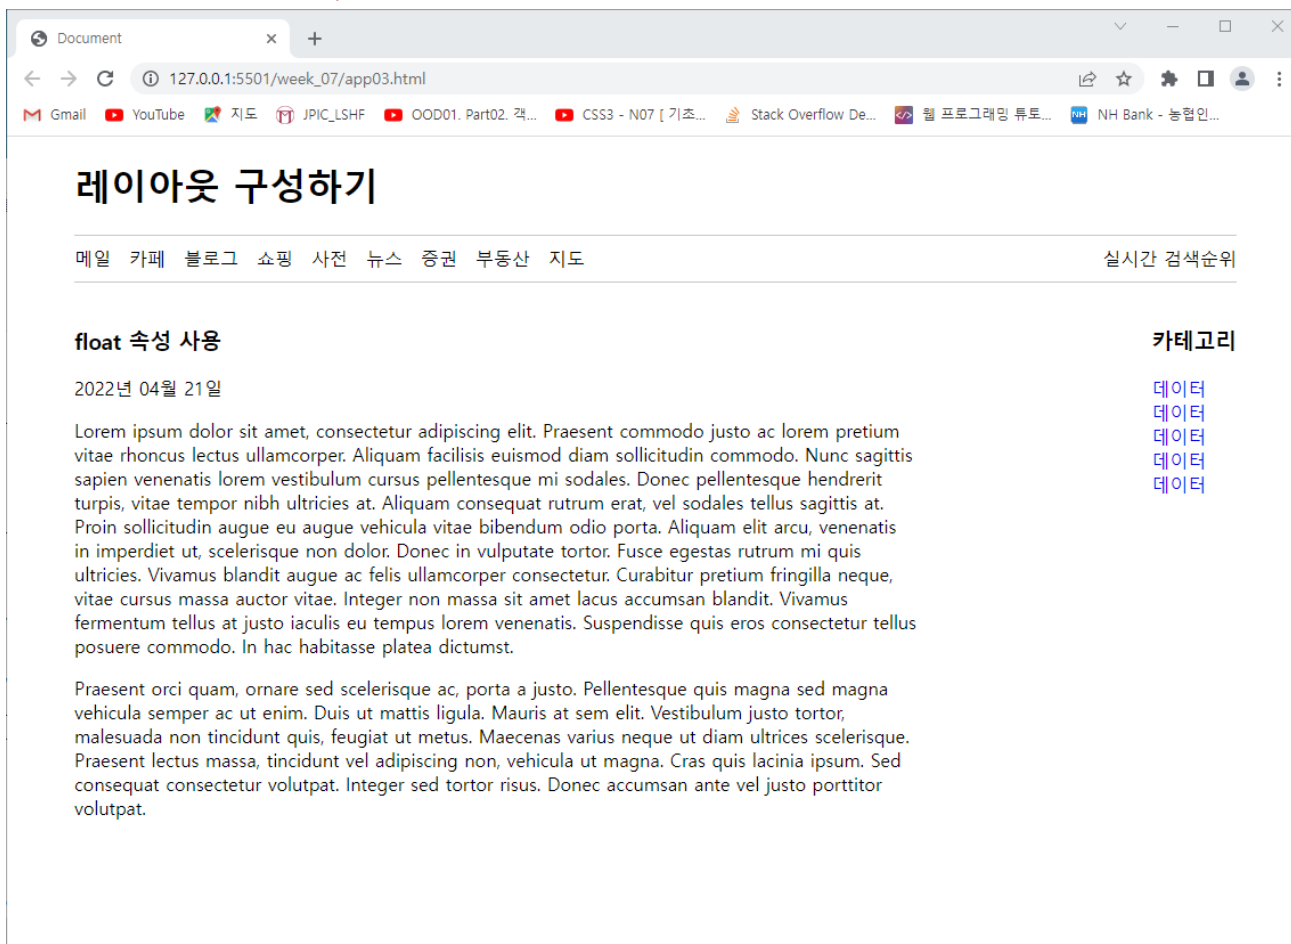 Document
127.0.0.1:5501/week_07/app03.html
Gmail YouTube 지도 JPIC_LSHF OOD01. Part02. 객... CSS3 - N07 [ 기초... Stack Overflow De... 웹 프로그래밍 튜토... NH Bank - 농협인...
레이아웃 구성하기
메일 카페 블로그 쇼핑 사전 뉴스 증권 부동산 지도 실시간 검색순위
float 속성 사용
2022년 04월 21일
Lorem ipsum dolor sit amet, consectetur adipiscing elit. Praesent commodo justo ac lorem pretium
vitae rhoncus lectus ullamcorper. Aliquam facilisis euismod diam sollicitudin commodo. Nunc sagittis
sapien venenatis lorem vestibulum cursus pellentesque mi sodales. Donec pellentesque hendrerit
turpis, vitae tempor nibh ultricies at. Aliquam consequat rutrum erat, vel sodales tellus sagittis at.
Proin sollicitudin augue eu augue vehicula vitae bibendum odio porta. Aliquam elit arcu, venenatis
in imperdiet ut, scelerisque non dolor. Donec in vulputate tortor. Fusce egestas rutrum mi quis
ultricies. Vivamus blandit augue ac felis ullamcorper consectetur. Curabitur pretium fringilla neque,
vitae cursus massa auctor vitae. Integer non massa sit amet lacus accumsan blandit. Vivamus
fermentum tellus at justo iaculis eu tempus lorem venenatis. Suspendisse quis eros consectetur tellus
posuere commodo. In hac habitasse platea dictumst.
Praesent orci quam, ornare sed scelerisque ac, porta a justo. Pellentesque quis magna sed magna
vehicula semper ac ut enim. Duis ut mattis ligula. Mauris at sem elit. Vestibulum justo tortor,
malesuada non tincidunt quis, feugiat ut metus. Maecenas varius neque ut diam ultrices scelerisque.
Praesent lectus massa, tincidunt vel adipiscing non, vehicula ut magna. Cras quis lacinia ipsum. Sed
consequat consectetur volutpat. Integer sed tortor risus. Donec accumsan ante vel justo porttitor
volutpat.
카테고리
데이터
데이터
데이터
데이터
데이터